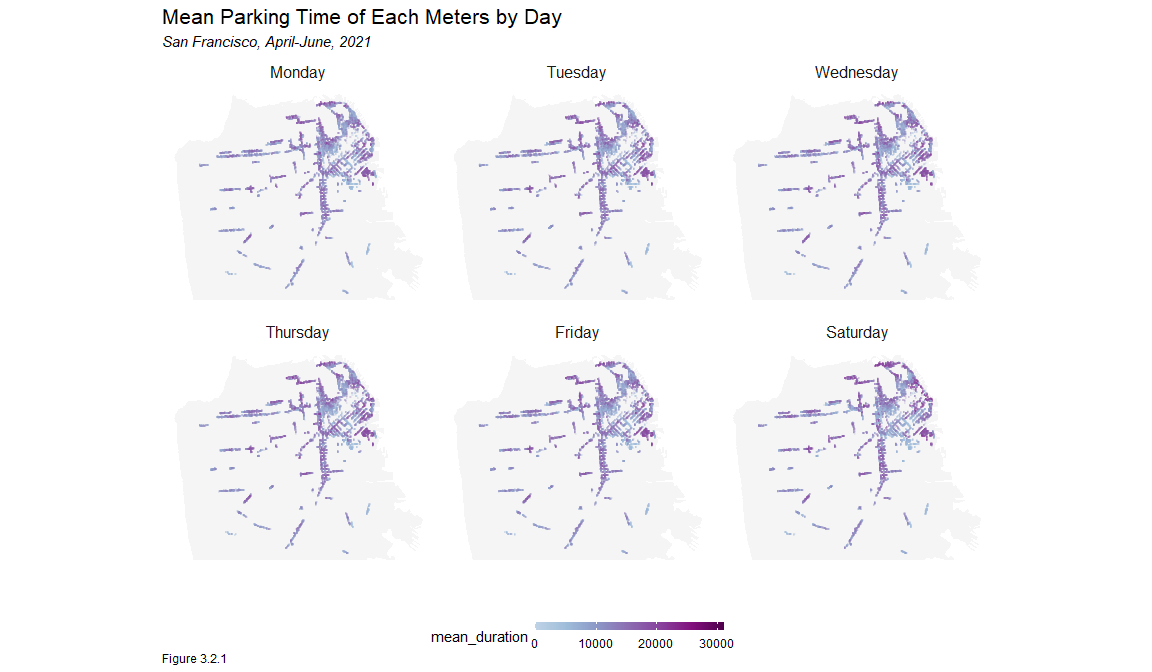 Mean Parking Time of Each Meters by Day
San Francisco, April-June, 2021
Monday
Tuesday
Wednesday
Thursday
Friday
Saturday
mean_duration
0
10000
20000
30000
Figure 3.2.1